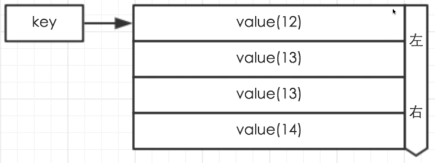 key
value(12)
value(13)
value(13)
value(14)
左
右